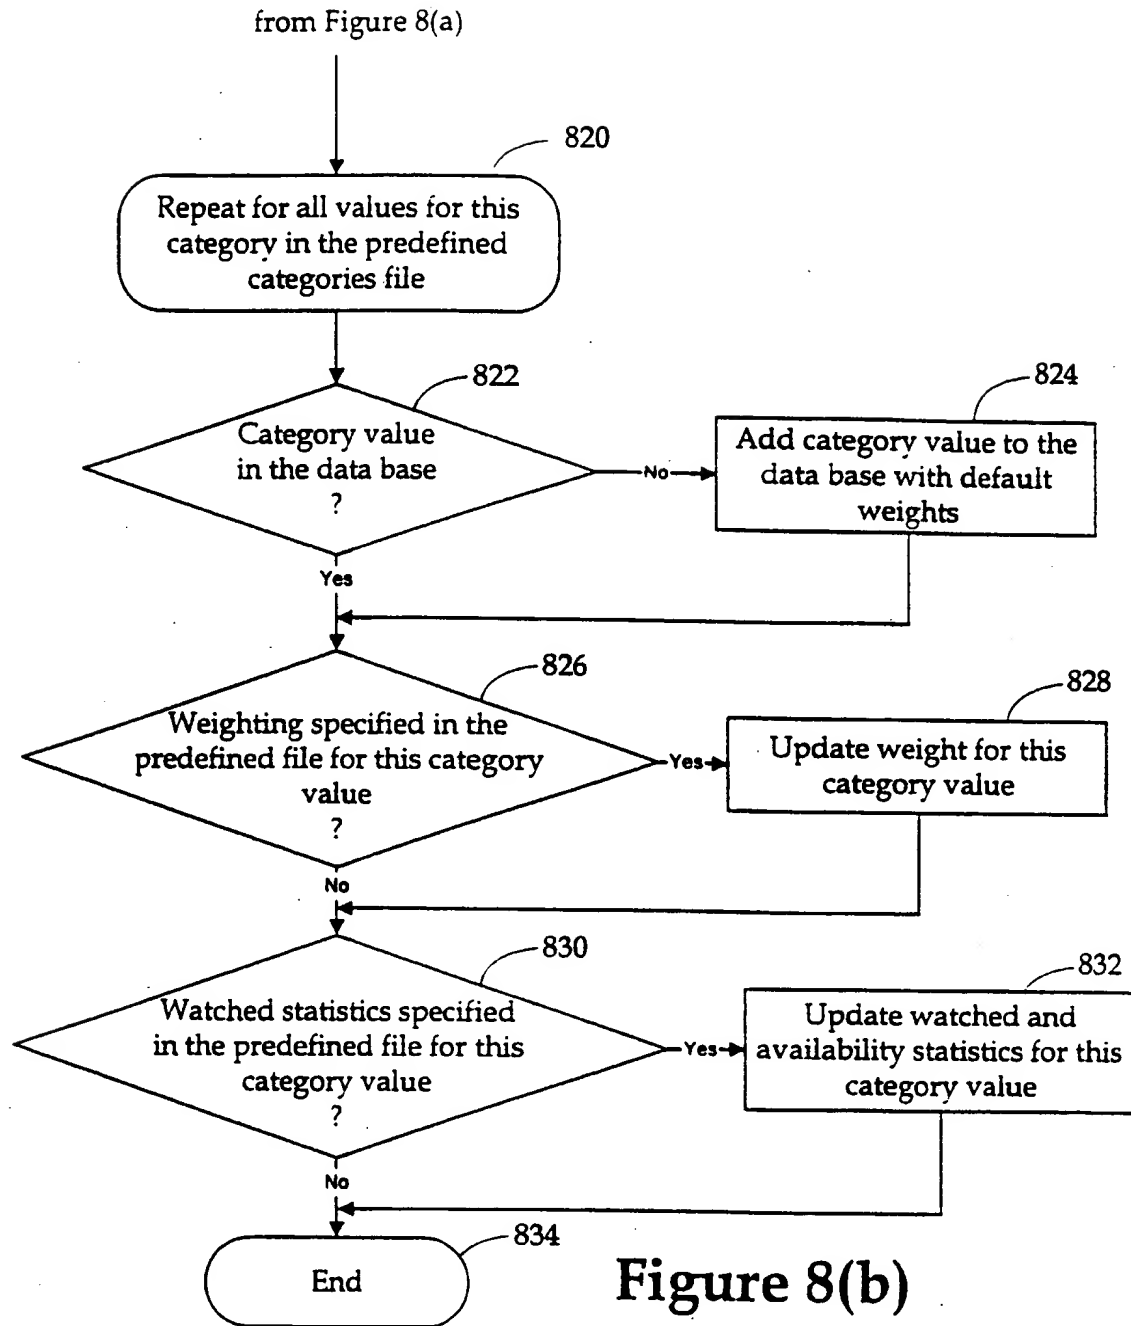 from Figure 8(a)
820
Repeat for all values for this
category in the predefined
categories file
822
Category value
in the data base
?
No
824
Add category value to the
data base with default
weights
Yes
826
Weighting specified in the
predefined file for this category
value
?
Yes
828
Update weight for this
category value
No
830
Watched statistics specified
in the predefined file for this
category value
?
Yes
832
Update watched and
availability statistics for this
category value
No
834
End
Figure 8(b)